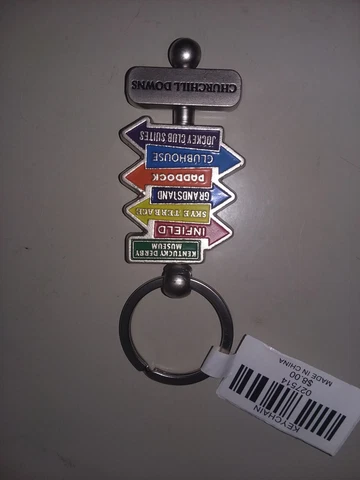 CHURCHILL DOWNS
JOCKEY CLUB SUITES
CLUBHOUSE
PADDOCK
GRANDSTAND
SKYE TERRACE
INFIELD
KENTUCKY DERBY
MUSEUM
KEYCHAIN
027514
$8.00
MADE IN CHINA